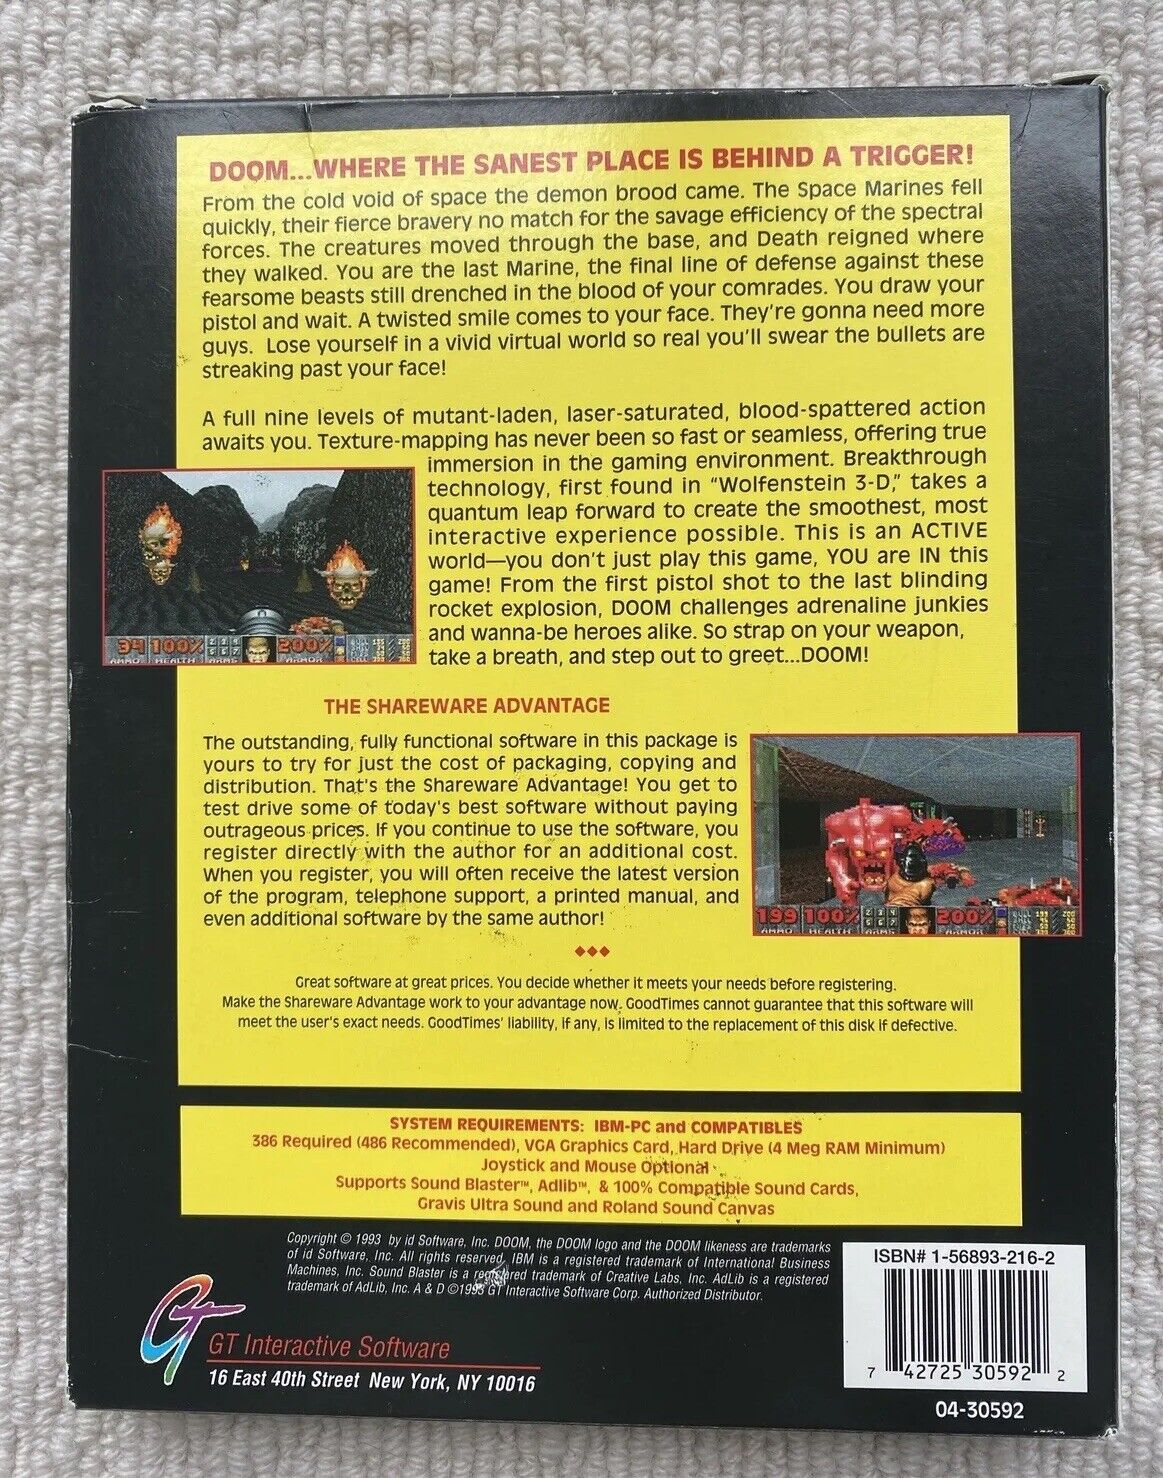 DOOM...WHERE THE SANEST PLACE IS BEHIND A TRIGGER!
From the cold void of space the demon brood came. The Space Marines fell
quickly, their fierce bravery no match for the savage efficiency of the spectral
forces. The creatures moved through the base, and Death reigned where
they walked. You are the last Marine, the final line of defense against these
fearsome beasts still drenched in the blood of your comrades. You draw your
pistol and wait. A twisted smile comes to your face. They're gonna need more
guys. Lose yourself in a vivid virtual world so real you'll swear the bullets are
streaking past your face!
A full nine levels of mutant-laden, laser-saturated, blood-spattered action
awaits you. Texture-mapping has never been so fast or seamless, offering true
immersion in the gaming environment. Breakthrough
technology, first found in "Wolfenstein 3-D," takes a
quantum leap forward to create the smoothest, most
interactive experience possible. This is an ACTIVE
world—you don't just play this game, YOU are IN this
game! From the first pistol shot to the last blinding
rocket explosion, DOOM challenges adrenaline junkies
and wanna-be heroes alike. So strap on your weapon,
take a breath, and step out to greet...DOOM!
34 100% 2 3 4 200%
5 6 7
AMMO HEALTH ARMS ARMOR
THE SHAREWARE ADVANTAGE
The outstanding, fully functional software in this package is
yours to try for just the cost of packaging, copying and
distribution. That's the Shareware Advantage! You get to
test drive some of today's best software without paying
outrageous prices. If you continue to use the software, you
register directly with the author for an additional cost.
When you register, you will often receive the latest version
of the program, telephone support, a printed manual, and
even additional software by the same author!
199 100% 2 3 4 200%
5 6 7
AMMO HEALTH ARMS ARMOR
Great software at great prices. You decide whether it meets your needs before registering.
Make the Shareware Advantage work to your advantage now. GoodTimes cannot guarantee that this software will
meet the user's exact needs. GoodTimes' liability, if any, is limited to the replacement of this disk if defective.
SYSTEM REQUIREMENTS: IBM-PC and COMPATIBLES
386 Required (486 Recommended), VGA Graphics Card, Hard Drive (4 Meg RAM Minimum)
Joystick and Mouse Optional
Supports Sound Blaster™, Adlib™, & 100% Compatible Sound Cards,
Gravis Ultra Sound and Roland Sound Canvas
Copyright © 1993 by id Software, Inc. DOOM, the DOOM logo and the DOOM likeness are trademarks
of id Software, Inc. All rights reserved. IBM is a registered trademark of International Business
Machines, Inc. Sound Blaster is a registered trademark of Creative Labs, Inc. AdLib is a registered
trademark of AdLib, Inc. A & D ©1993 GT Interactive Software Corp. Authorized Distributor.
GT
GT Interactive Software
16 East 40th Street New York, NY 10016
ISBN# 1-56893-216-2
7 42725 30592 2
04-30592